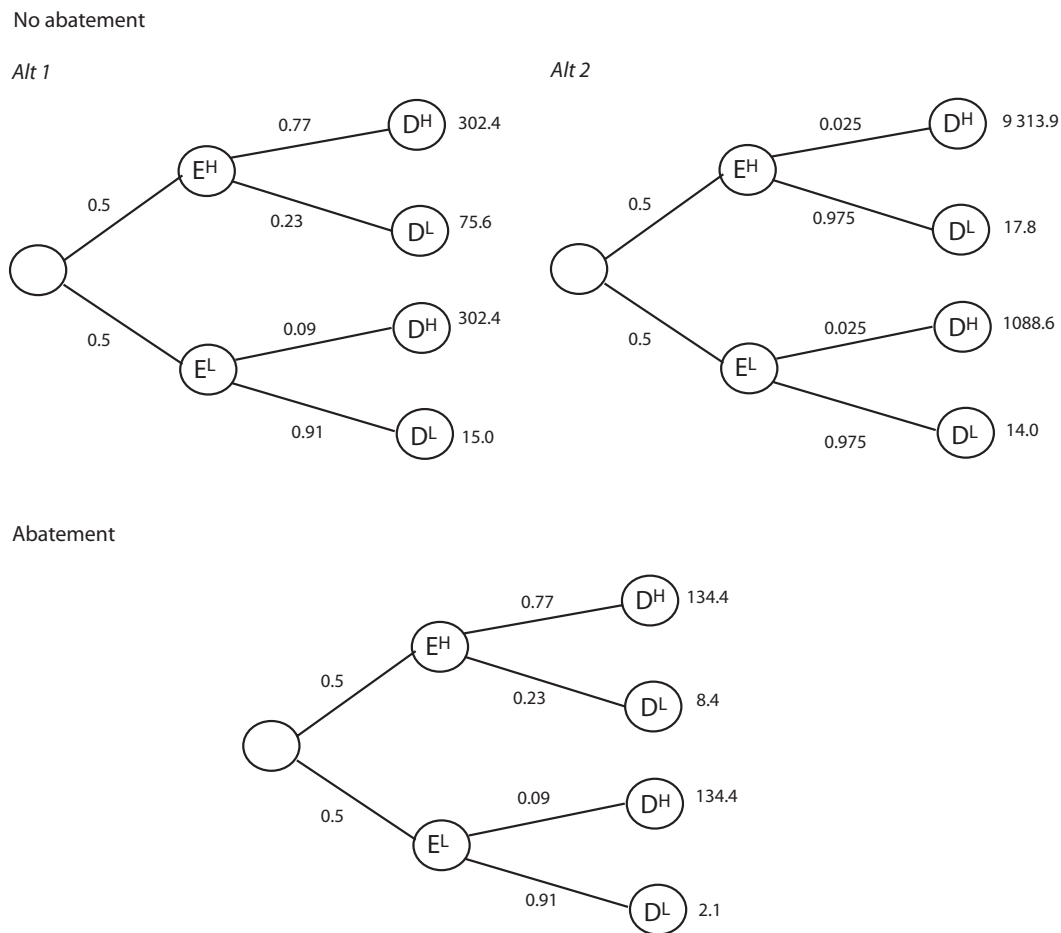 No abatement
Alt 1
0.5
0.5
Eᴴ
Eᴸ
0.77
0.23
0.09
0.91
Dᴴ 302.4
Dᴸ 75.6
Dᴴ 302.4
Dᴸ 15.0
Alt 2
0.5
0.5
Eᴴ
Eᴸ
0.025
0.975
0.025
0.975
Dᴴ 9 313.9
Dᴸ 17.8
Dᴴ 1088.6
Dᴸ 14.0
Abatement
0.5
0.5
Eᴴ
Eᴸ
0.77
0.23
0.09
0.91
Dᴴ 134.4
Dᴸ 8.4
Dᴴ 134.4
Dᴸ 2.1